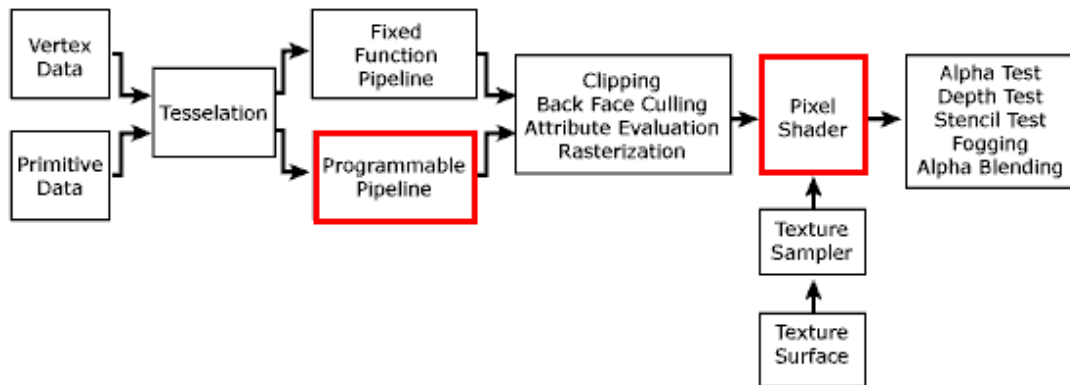 Vertex
Data
Primitive
Data
Tesselation
Fixed
Function
Pipeline
Programmable
Pipeline
Clipping
Back Face Culling
Attribute Evaluation
Rasterization
Pixel
Shader
Texture
Sampler
Texture
Surface
Alpha Test
Depth Test
Stencil Test
Fogging
Alpha Blending